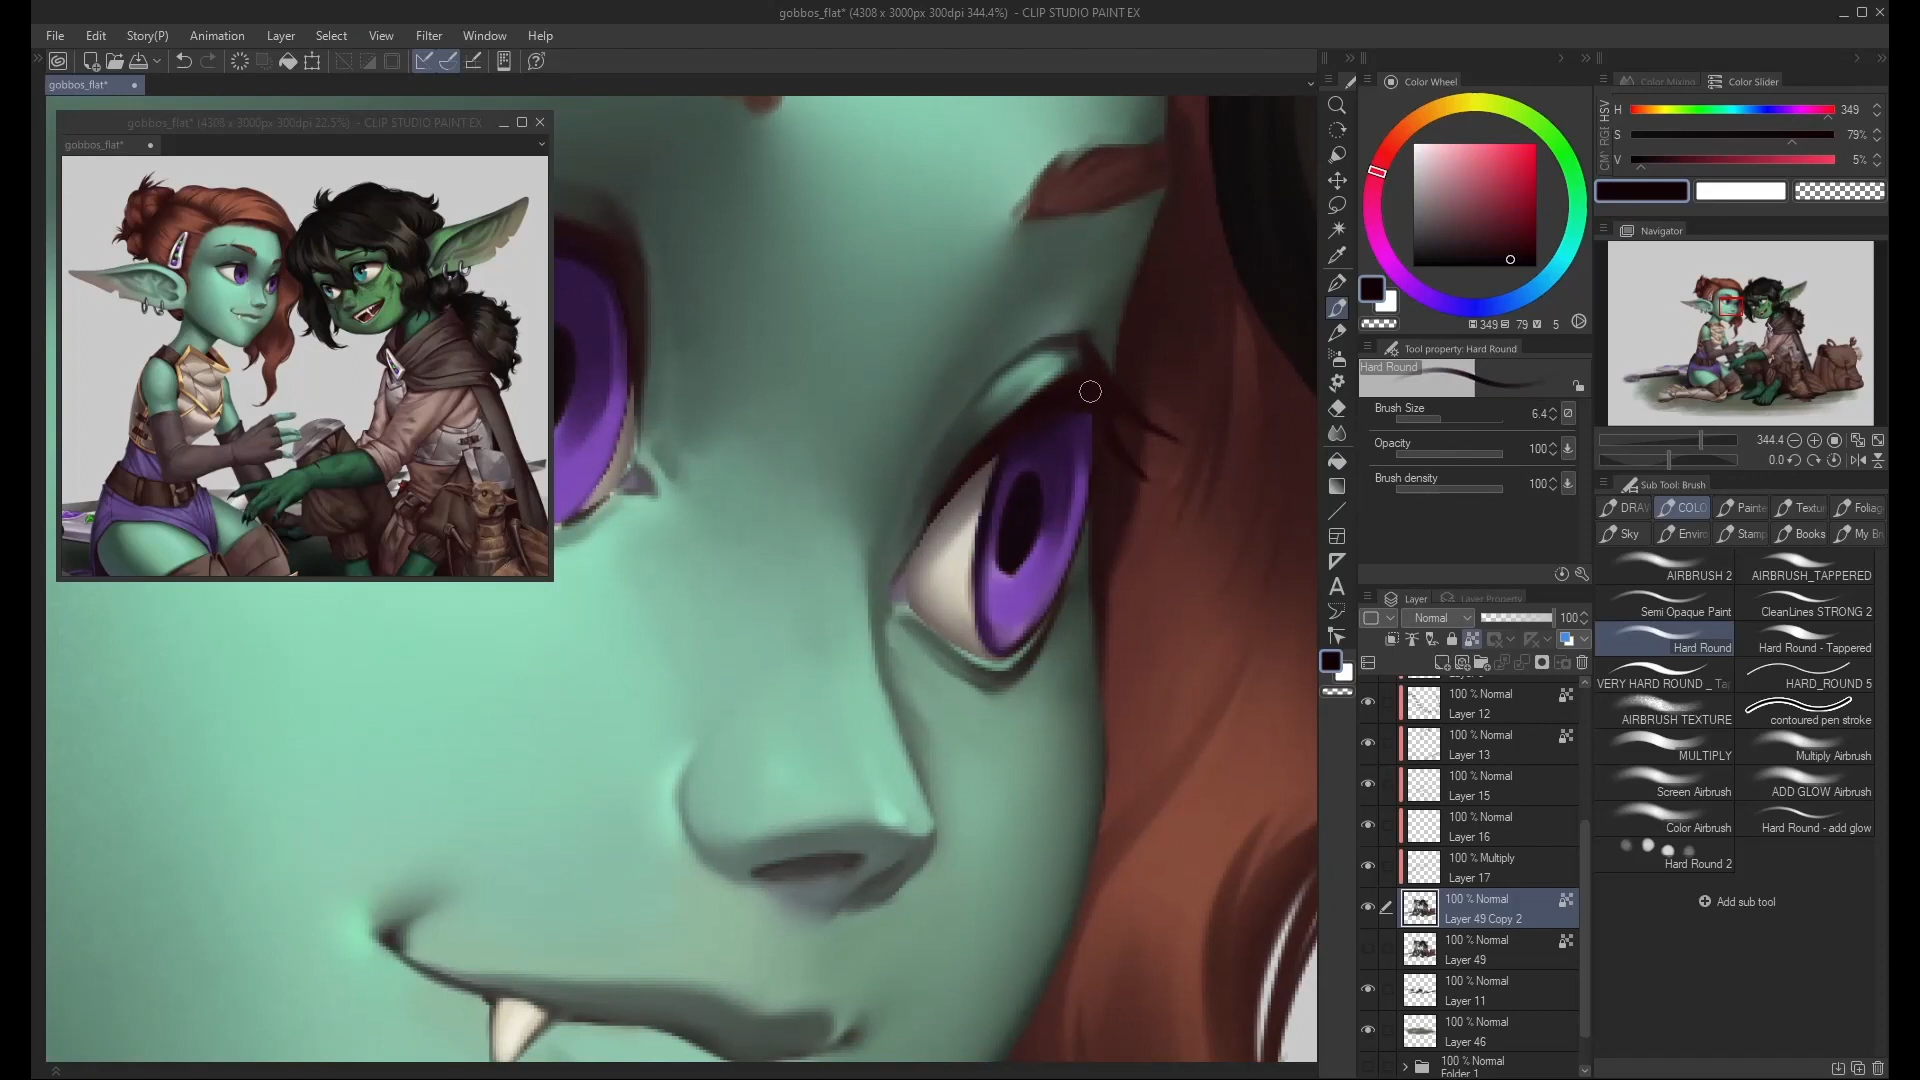 gobbos_flat* (4308 x 3000px 300dpi 344.4%) - CLIP STUDIO PAINT EX
File Edit Story(P) Animation Layer Select View Filter Window Help
gobbos_flat*
gobbos_flat* (4308 x 3000px 300dpi 22.5%) - CLIP STUDIO PAINT EX
gobbos_flat*
Color Wheel
349 79 V 5
Tool property: Hard Round
Hard Round
Brush Size 6.4
Opacity 100
Brush density 100
Layer Layer Property
Normal 100
100 % Normal
Layer 12
100 % Normal
Layer 13
100 % Normal
Layer 15
100 % Normal
Layer 16
100 % Multiply
Layer 17
100 % Normal
Layer 49 Copy 2
100 % Normal
Layer 49
100 % Normal
Layer 11
100 % Normal
Layer 46
100 % Normal
Folder 1
Color Mixing Color Slider
HSV
H 349
S 79%
V 5%
Navigator
344.4
0.0
Sub Tool: Brush
DRA COLO Painte Textu Foliag
Sky Enviro Stamp Books My Br
AIRBRUSH 2 AIRBRUSH_TAPPERED
Semi Opaque Paint CleanLines STRONG 2
Hard Round Hard Round - Tappered
VERY HARD ROUND _ Ta HARD_ROUND 5
AIRBRUSH TEXTURE contoured pen stroke
MULTIPLY Multiply Airbrush
Screen Airbrush ADD GLOW Airbrush
Color Airbrush Hard Round - add glow
Hard Round 2
Add sub tool